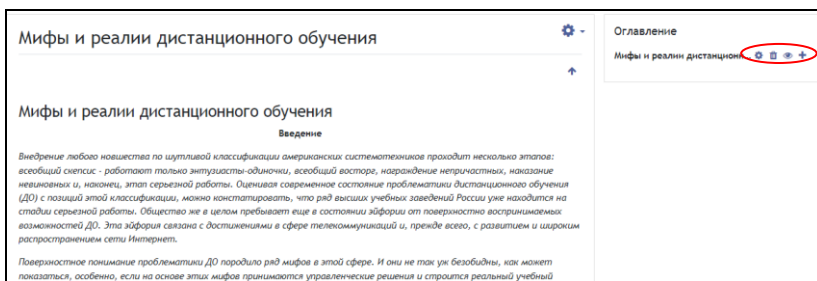 Мифы и реалии дистанционного обучения
Оглавление
Мифы и реалии дистанционн...
Мифы и реалии дистанционного обучения
Введение
Внедрение любого новшества по шутливой классификации американских системотехников проходит несколько этапов:
всеобщий скепсис - работают только энтузиасты-одиночки, всеобщий восторг, награждение непричастных, наказание
невиновных и, наконец, этап серьезной работы. Оценивая современное состояние проблематики дистанционного обучения
(ДО) с позиций этой классификации, можно констатировать, что ряд высших учебных заведений России уже находится на
стадии серьезной работы. Общество же в целом пребывает еще в состоянии эйфории от поверхностно воспринимаемых
возможностей ДО. Эта эйфория связана с достижениями в сфере телекоммуникаций и, прежде всего, с развитием и широким
распространением сети Интернет.
Поверхностное понимание проблематики ДО породило ряд мифов в этой сфере. И они не так уж безобидны, как может
показаться, особенно, если на основе этих мифов принимаются управленческие решения и строится реальный учебный